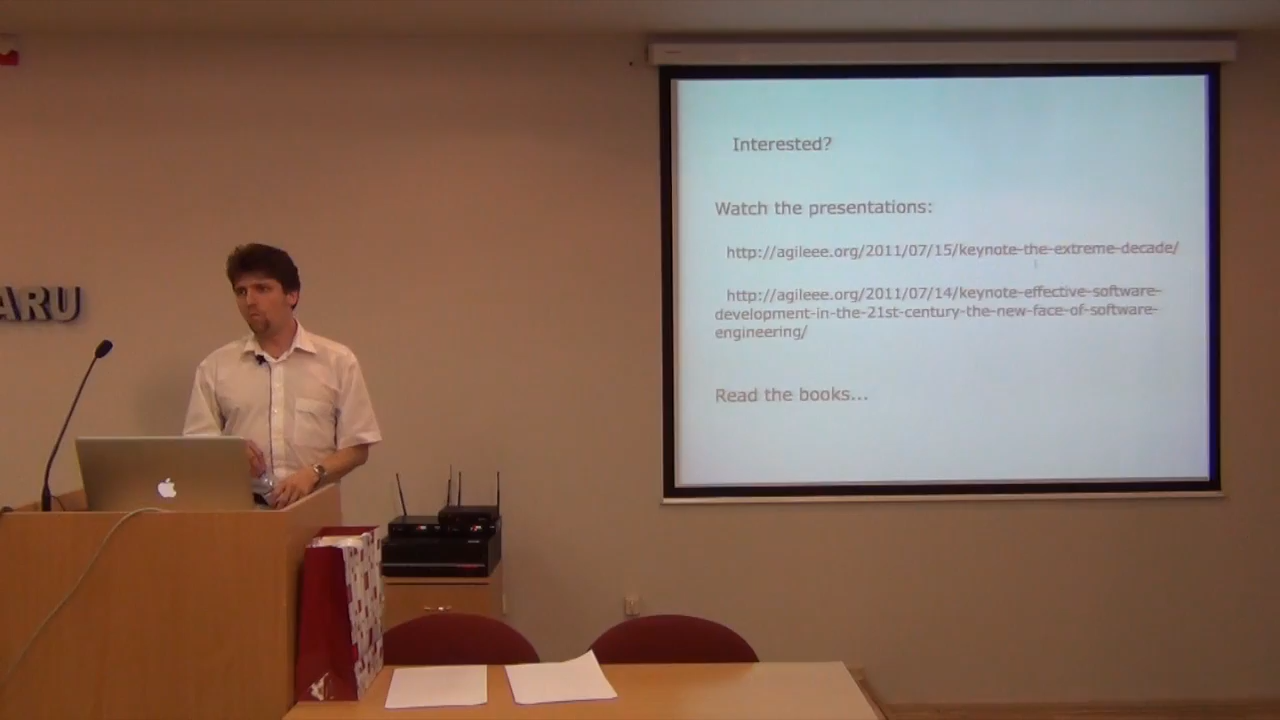 ARU
Interested?
Watch the presentations:
http://agileee.org/2011/07/15/keynote-the-extreme-decade/
http://agileee.org/2011/07/14/keynote-effective-software-
development-in-the-21st-century-the-new-face-of-software-
engineering/
Read the books...